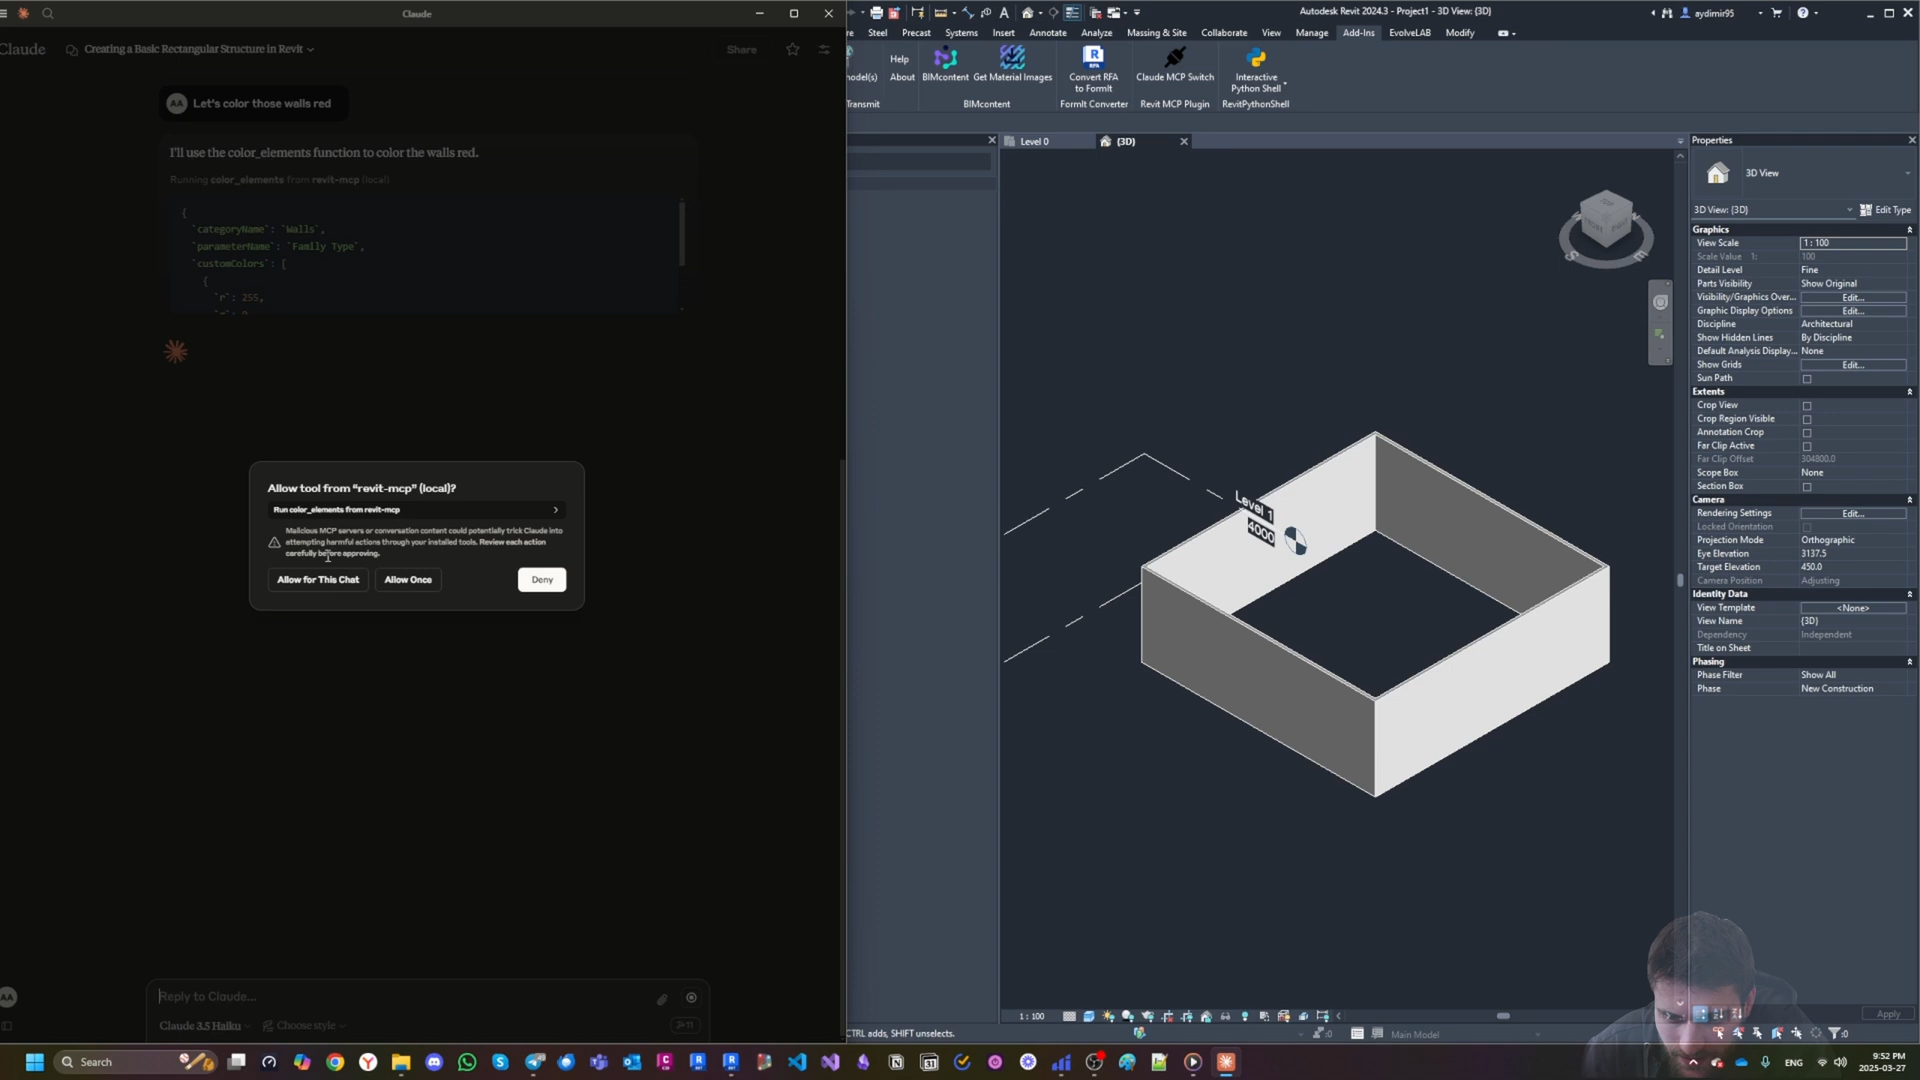 Claude
Claude
Creating a Basic Rectangular Structure in Revit
Share
AA
Let's color those walls red
I'll use the color_elements function to color the walls red.
Running color_elements from revit-mcp (local)
{
`categoryName`: `Walls`,
`parameterName`: `Family Type`,
`customColors`: [
{
`r`: 255,
Allow tool from "revit-mcp" (local)?
Run color_elements from revit-mcp
Malicious MCP servers or conversation content could potentially trick Claude into
attempting harmful actions through your installed tools. Review each action
carefully before approving.
Allow for This Chat
Allow Once
Deny
AA
Reply to Claude...
Claude 3.5 Haiku
Choose style
11
Autodesk Revit 2024.3 - Project1 - 3D View: {3D}
aydimir95
Steel
Precast
Systems
Insert
Annotate
Analyze
Massing & Site
Collaborate
View
Manage
Add-Ins
EvolveLAB
Modify
Help
About
BIMcontent
Get Material Images
Convert RFA
to FormIt
Claude MCP Switch
Interactive
Python Shell
BIMcontent
FormIt Converter
Revit MCP Plugin
RevitPythonShell
Level 0
{3D}
Level 1
4000
Properties
3D View
3D View: {3D}
Edit Type
Graphics
View Scale
1 : 100
Scale Value 1:
100
Detail Level
Fine
Parts Visibility
Show Original
Visibility/Graphics Over...
Edit...
Graphic Display Options
Edit...
Discipline
Architectural
Show Hidden Lines
By Discipline
Default Analysis Display...
None
Show Grids
Edit...
Sun Path
Extents
Crop View
Crop Region Visible
Annotation Crop
Far Clip Active
Far Clip Offset
304800.0
Scope Box
None
Section Box
Camera
Rendering Settings
Edit...
Locked Orientation
Projection Mode
Orthographic
Eye Elevation
3137.5
Target Elevation
450.0
Camera Position
Adjusting
Identity Data
View Template
<None>
View Name
{3D}
Dependency
Independent
Title on Sheet
Phasing
Phase Filter
Show All
Phase
New Construction
Apply
1 : 100
CTRL adds, SHIFT unselects.
:0
Main Model
:0
Search
ENG
9:52 PM
2025-03-27